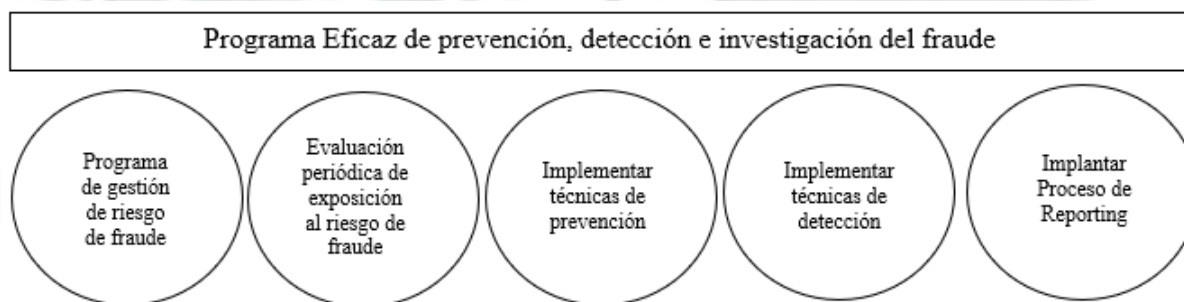 Programa Eficaz de prevención, detección e investigación del fraude
Programa
de gestión
de riesgo
de fraude
Evaluación
periódica de
exposición
al riesgo de
fraude
Implementar
técnicas de
prevención
Implementar
técnicas de
detección
Implantar
Proceso de
Reporting